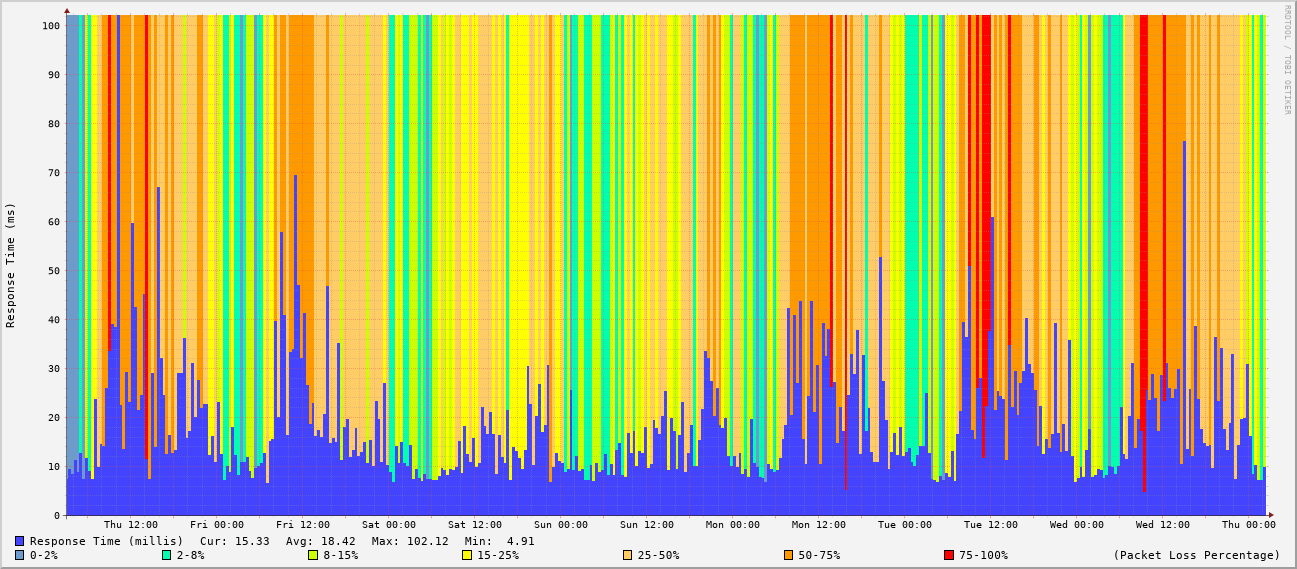 RRDTOOL / TOBI OETIKER
Response Time (ms)
100
90
80
70
60
50
40
30
20
10
0
Thu 12:00 Fri 00:00 Fri 12:00 Sat 00:00 Sat 12:00 Sun 00:00 Sun 12:00 Mon 00:00 Mon 12:00 Tue 00:00 Tue 12:00 Wed 00:00 Wed 12:00 Thu 00:00
Response Time (millis) Cur: 15.33 Avg: 18.42 Max: 102.12 Min: 4.91
0-2% 2-8% 8-15% 15-25% 25-50% 50-75% 75-100% (Packet Loss Percentage)